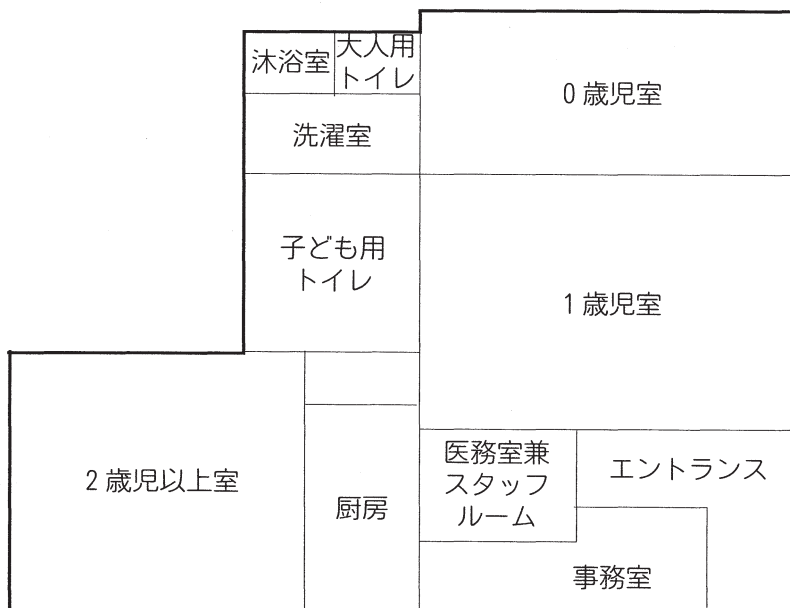 沐浴室
大人用
トイレ
0歳児室
洗濯室
子ども用
トイレ
1歳児室
2歳児以上室
厨房
医務室兼
スタッフ
ルーム
エントランス
事務室